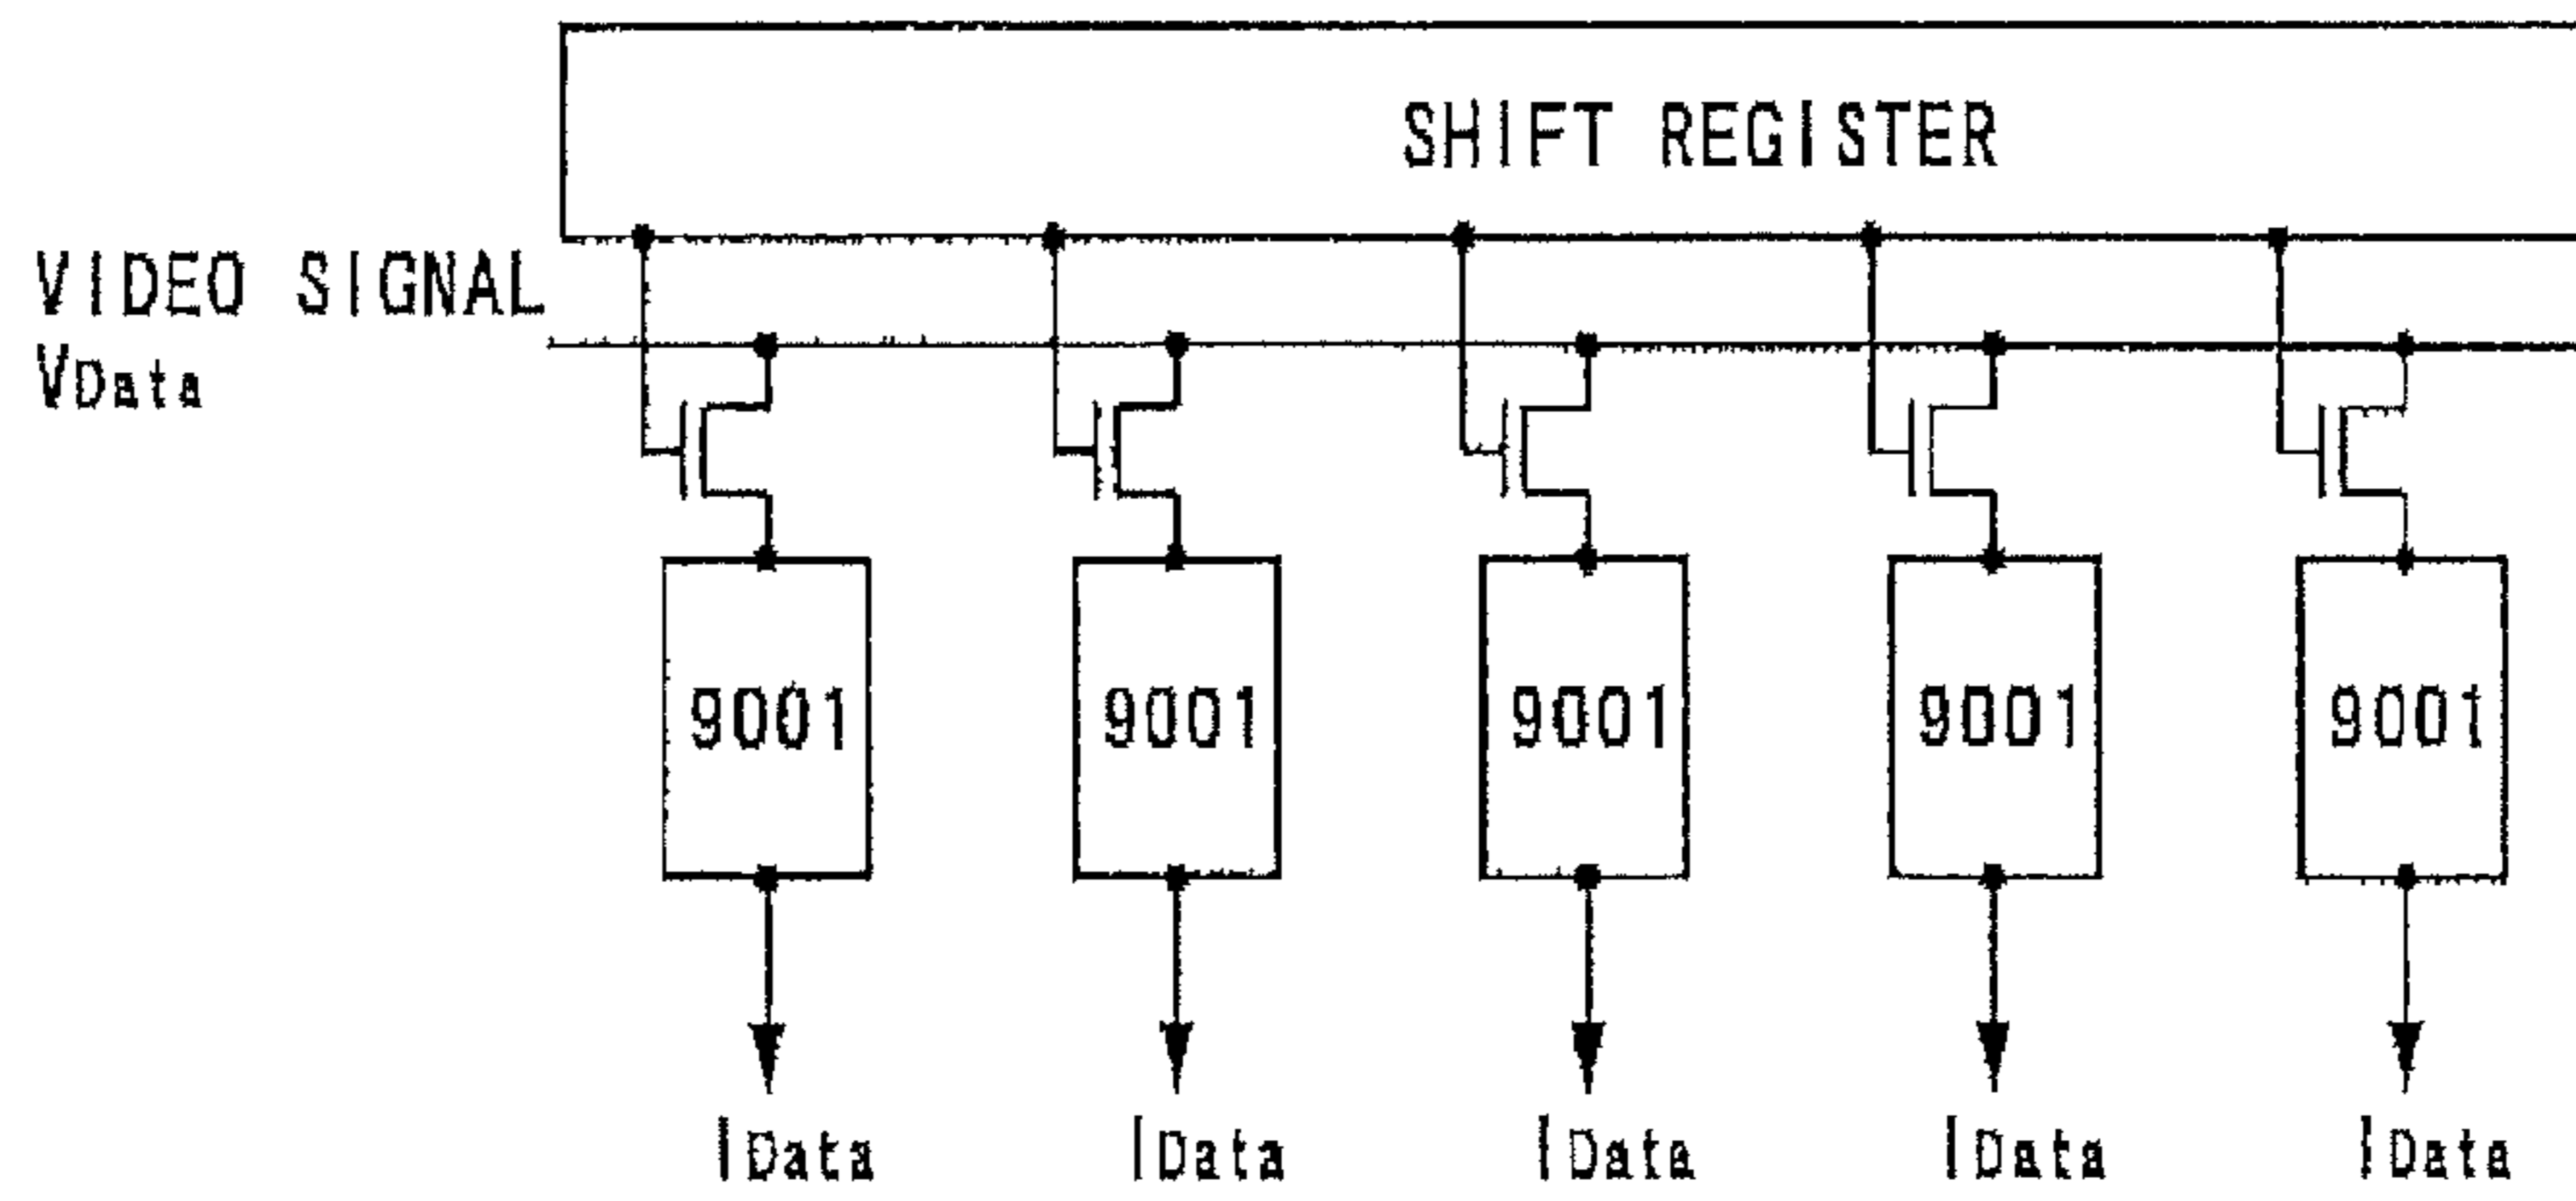 SHIFT REGISTER
VIDEO SIGNAL
VData
9001 9001 9001 9001 9001
IData IData IData IData IData